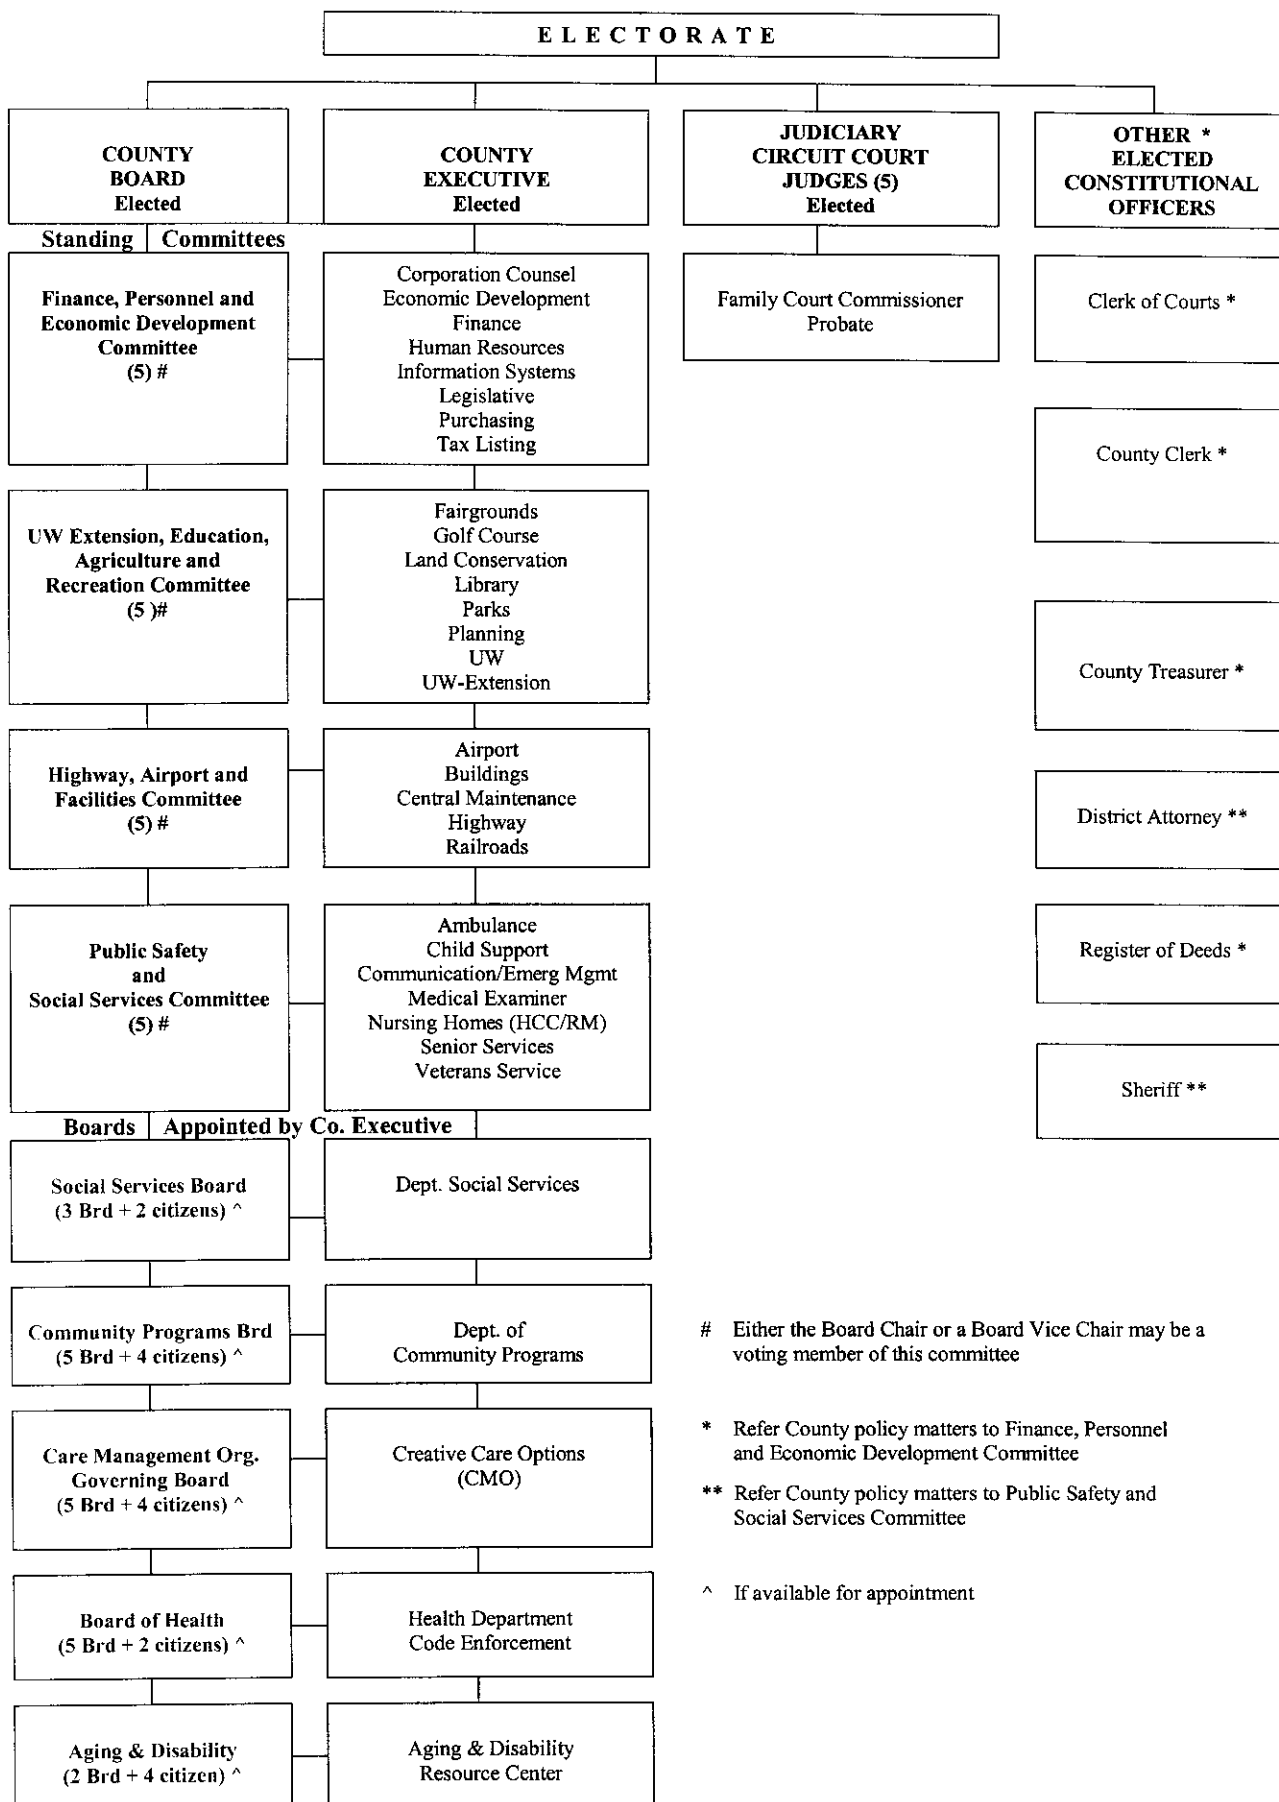 ELECTORATE
COUNTY
BOARD
Elected
COUNTY
EXECUTIVE
Elected
JUDICIARY
CIRCUIT COURT
JUDGES (5)
Elected
OTHER *
ELECTED
CONSTITUTIONAL
OFFICERS
Standing Committees
Finance, Personnel and
Economic Development
Committee
(5) #
Corporation Counsel
Economic Development
Finance
Human Resources
Information Systems
Legislative
Purchasing
Tax Listing
Family Court Commissioner
Probate
Clerk of Courts *
County Clerk *
UW Extension, Education,
Agriculture and
Recreation Committee
(5 )#
Fairgrounds
Golf Course
Land Conservation
Library
Parks
Planning
UW
UW-Extension
County Treasurer *
Highway, Airport and
Facilities Committee
(5) #
Airport
Buildings
Central Maintenance
Highway
Railroads
District Attorney **
Public Safety
and
Social Services Committee
(5) #
Ambulance
Child Support
Communication/Emerg Mgmt
Medical Examiner
Nursing Homes (HCC/RM)
Senior Services
Veterans Service
Register of Deeds *
Sheriff **
Boards Appointed by Co. Executive
Social Services Board
(3 Brd + 2 citizens) ^
Dept. Social Services
Community Programs Brd
(5 Brd + 4 citizens) ^
Dept. of
Community Programs
Care Management Org.
Governing Board
(5 Brd + 4 citizens) ^
Creative Care Options
(CMO)
Board of Health
(5 Brd + 2 citizens) ^
Health Department
Code Enforcement
Aging & Disability
(2 Brd + 4 citizen) ^
Aging & Disability
Resource Center
# Either the Board Chair or a Board Vice Chair may be a
voting member of this committee
* Refer County policy matters to Finance, Personnel
and Economic Development Committee
** Refer County policy matters to Public Safety and
Social Services Committee
^ If available for appointment